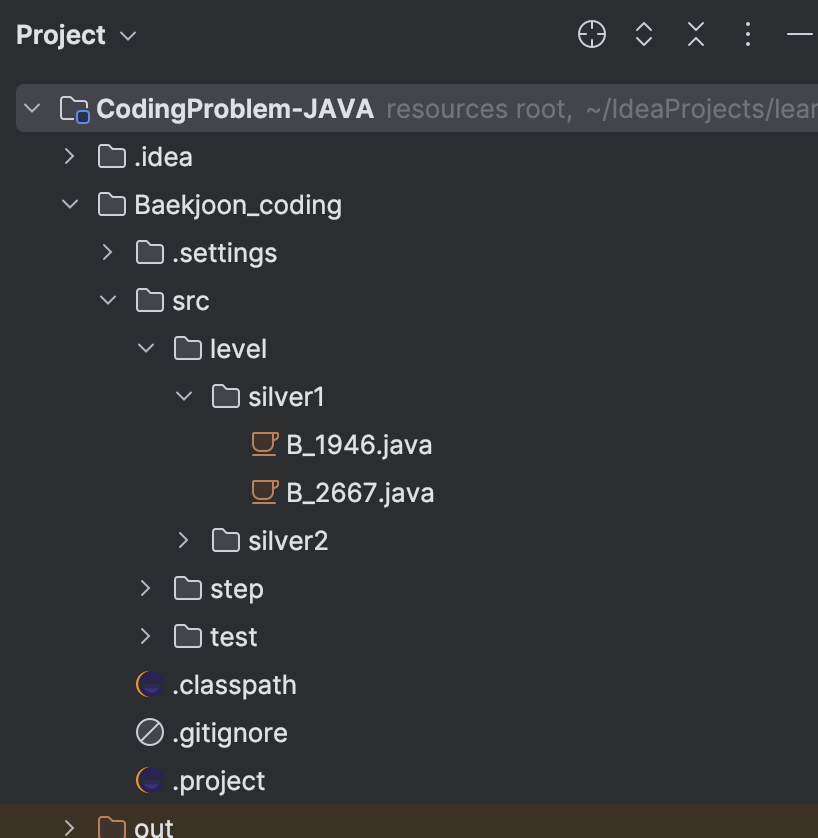 Project
CodingProblem-JAVA resources root, ~/IdeaProjects/lear
.idea
Baekjoon_coding
.settings
src
level
silver1
B_1946.java
B_2667.java
silver2
step
test
.classpath
.gitignore
.project
out